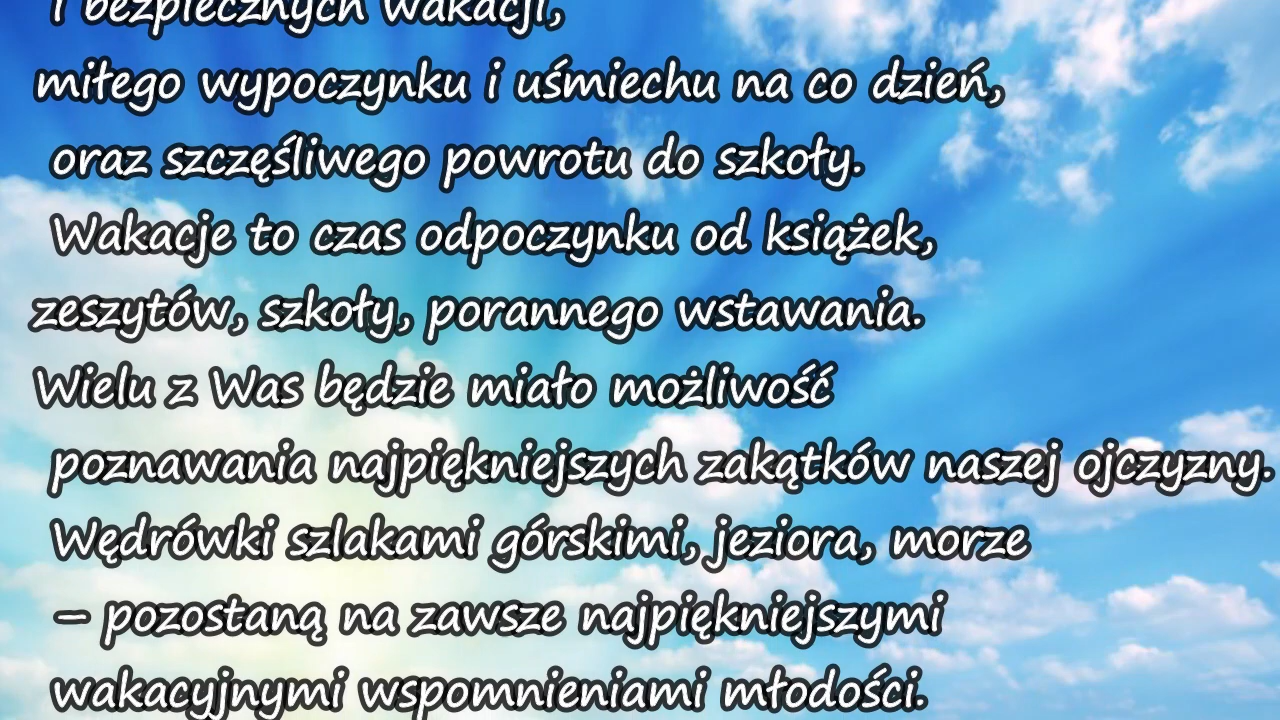 i bezpiecznych wakacji,
miłego wypoczynku i uśmiechu na co dzień,
oraz szczęśliwego powrotu do szkoły.
Wakacje to czas odpoczynku od książek,
zeszytów, szkoły, porannego wstawania.
Wielu z Was będzie miało możliwość
poznawania najpiękniejszych zakątków naszej ojczyzny.
Wędrówki szlakami górskimi, jeziora, morze
– pozostaną na zawsze najpiękniejszymi
wakacyjnymi wspomnieniami młodości.